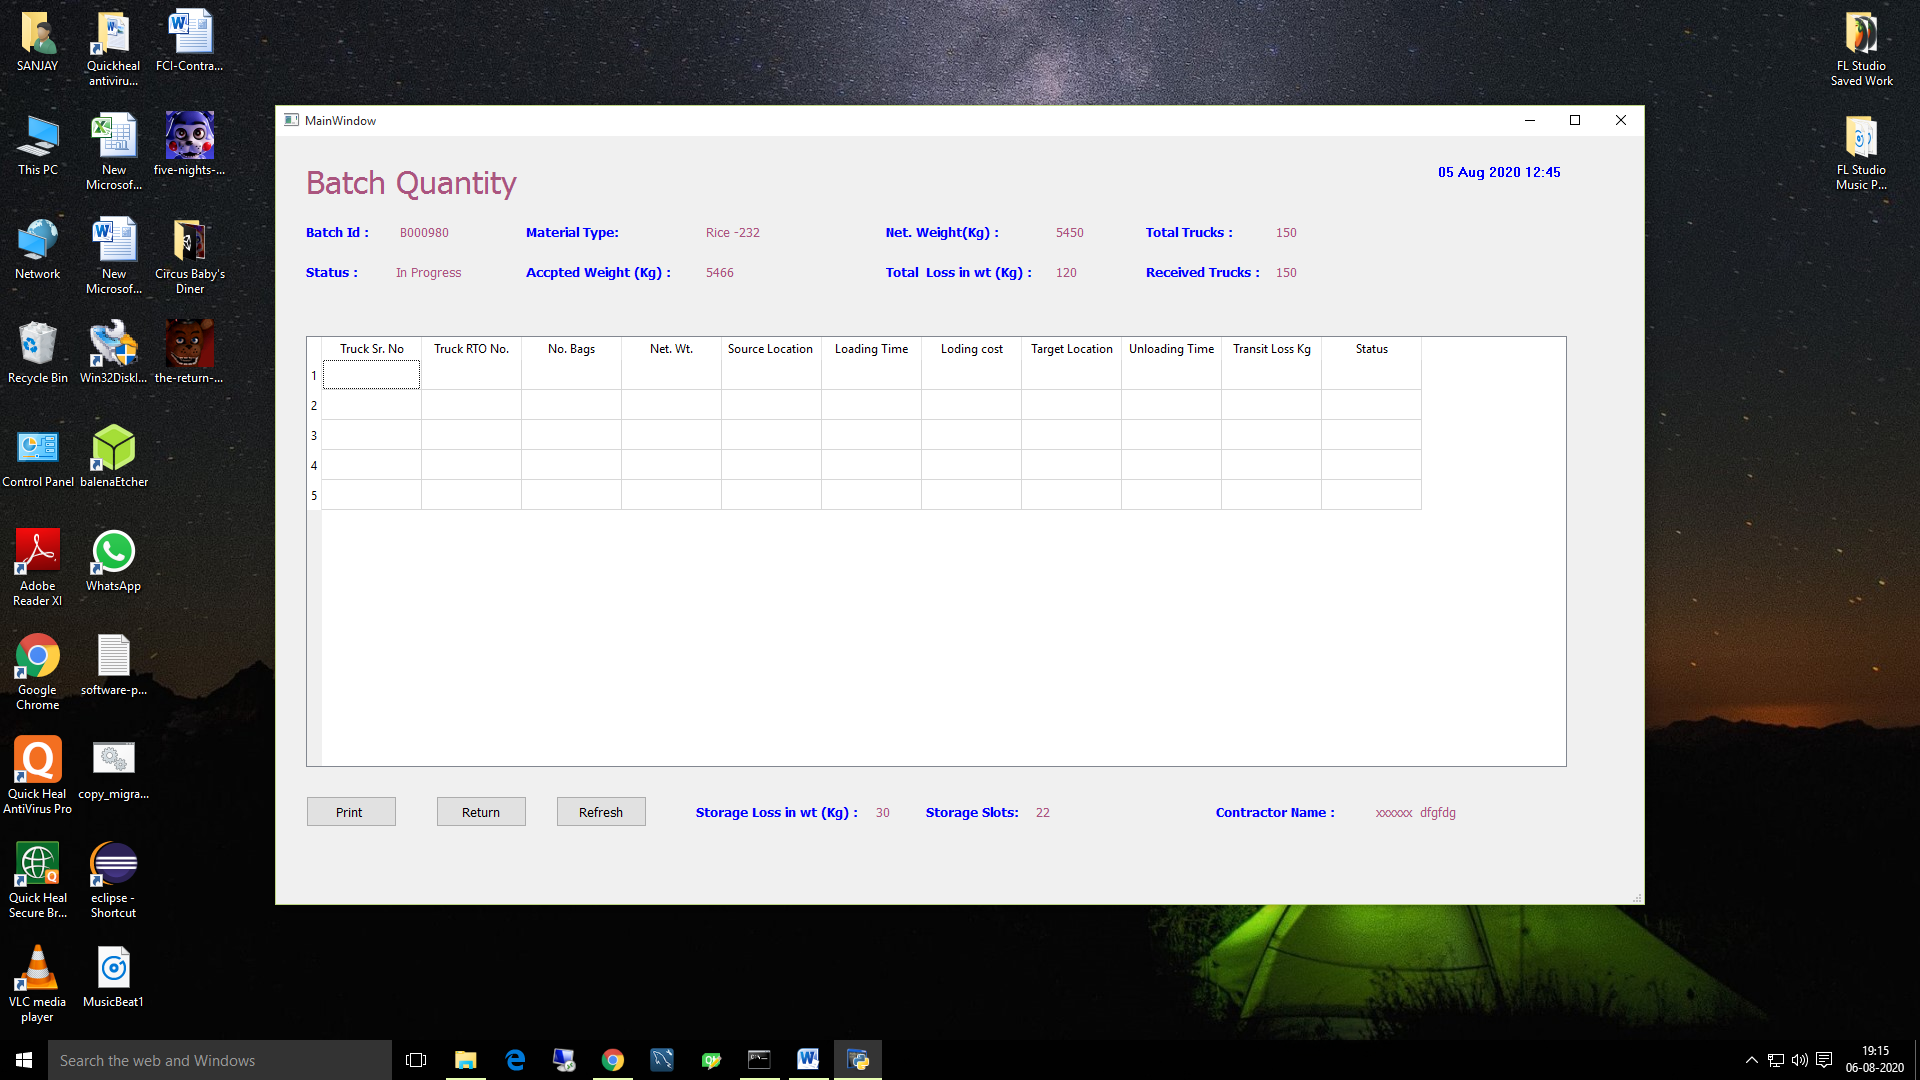 SANJAY
Quickheal antiviru...
FCI-Contra...
This PC
New Microsof...
five-nights-...
Network
New Microsof...
Circus Baby's Diner
Recycle Bin
Win32DiskI...
the-return-...
Control Panel
balenaEtcher
Adobe Reader XI
WhatsApp
Google Chrome
software-p...
Quick Heal AntiVirus Pro
copy_migra...
Quick Heal Secure Br...
eclipse - Shortcut
VLC media player
MusicBeat1
FL Studio Saved Work
FL Studio Music P...
MainWindow
Batch Quantity
05 Aug 2020 12:45
Batch Id : B000980 Material Type: Rice -232 Net. Weight(Kg) : 5450 Total Trucks : 150
Status : In Progress Accpted Weight (Kg) : 5466 Total Loss in wt (Kg) : 120 Received Trucks : 150
Truck Sr. No Truck RTO No. No. Bags Net. Wt. Source Location Loading Time Loding cost Target Location Unloading Time Transit Loss Kg Status
1
2
3
4
5
Print Return Refresh Storage Loss in wt (Kg) : 30 Storage Slots: 22 Contractor Name : xxxxxx dfgfdg
Search the web and Windows
19:15
06-08-2020